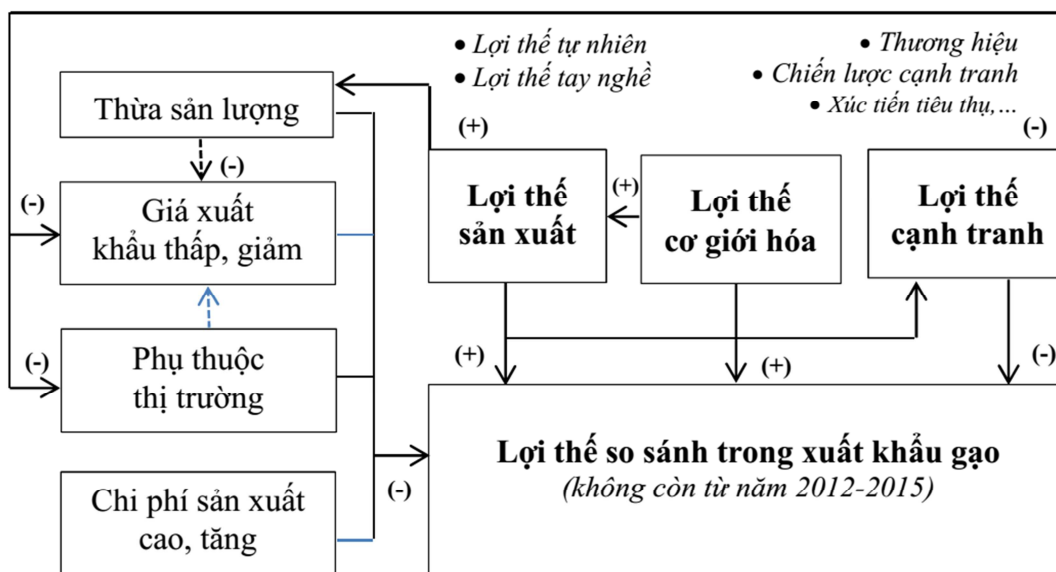 • Lợi thế tự nhiên
• Lợi thế tay nghề
• Thương hiệu
• Chiến lược cạnh tranh
• Xúc tiến tiêu thụ,...
Thừa sản lượng
(+)
(-)
(-)
(-)
Giá xuất
khẩu thấp, giảm
Lợi thế
sản xuất
(+)
Lợi thế
cơ giới hóa
Lợi thế
cạnh tranh
(-)
Phụ thuộc
thị trường
(+)
(+)
(-)
Chi phí sản xuất
cao, tăng
(-)
Lợi thế so sánh trong xuất khẩu gạo
(không còn từ năm 2012-2015)